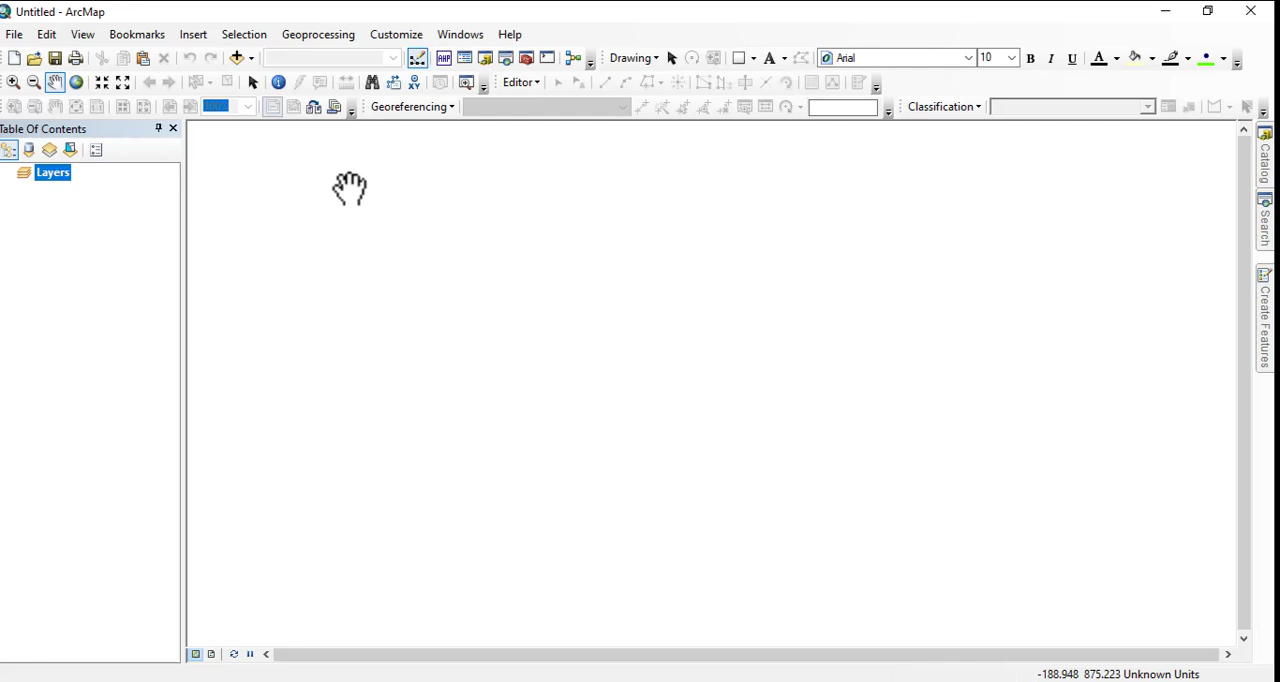 Untitled - ArcMap
File Edit View Bookmarks Insert Selection Geoprocessing Customize Windows Help
AHP Drawing A Arial 10 B I U A
Editor
Georeferencing Classification
Table Of Contents
Layers
Catalog
Search
Create Features
-188.948 875.223 Unknown Units